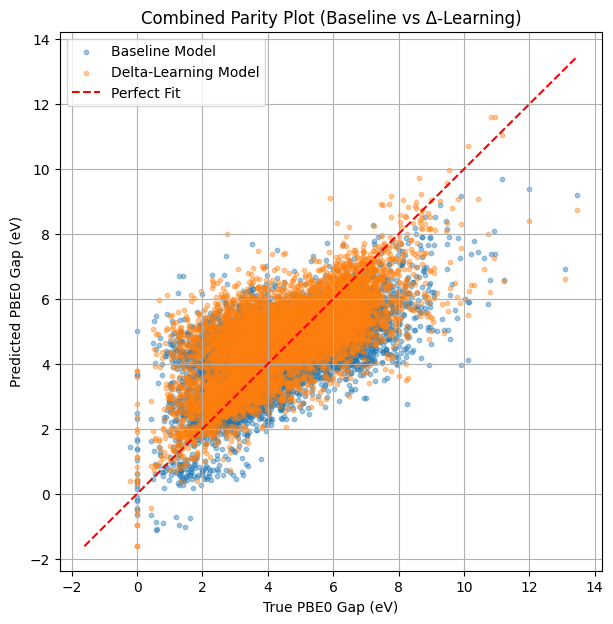 Combined Parity Plot (Baseline vs Δ-Learning)
Baseline Model
Delta-Learning Model
Perfect Fit
Predicted PBE0 Gap (eV)
14
12
10
8
6
4
2
0
−2
−2 0 2 4 6 8 10 12 14
True PBE0 Gap (eV)